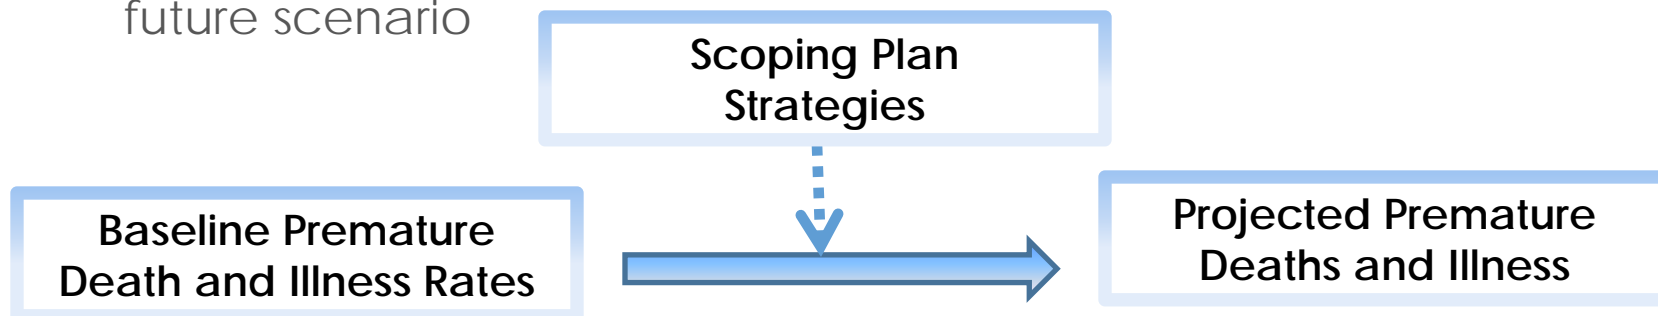 future scenario
Scoping Plan
Strategies
Baseline Premature
Death and Illness Rates
Projected Premature
Deaths and Illness